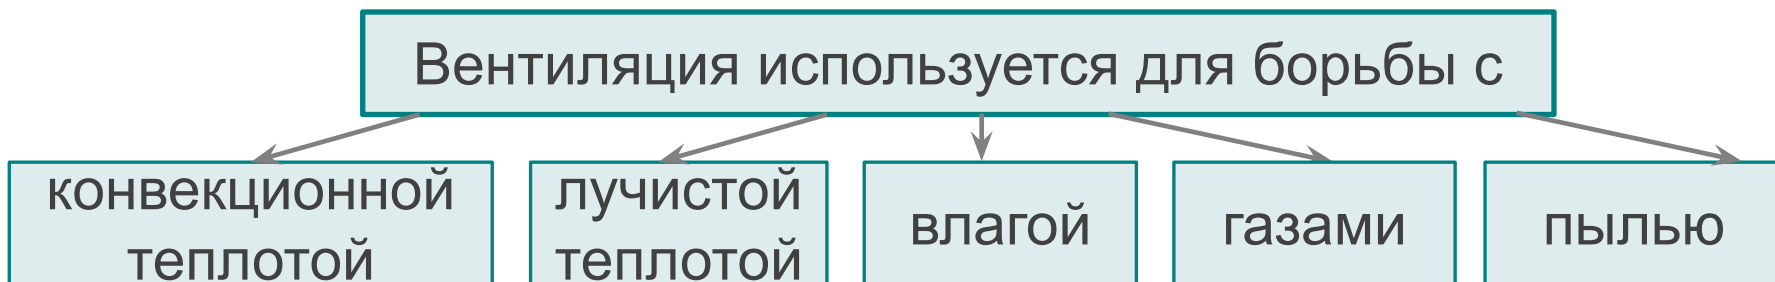 Вентиляция используется для борьбы с
конвекционной
теплотой
лучистой
теплотой
влагой
газами
пылью